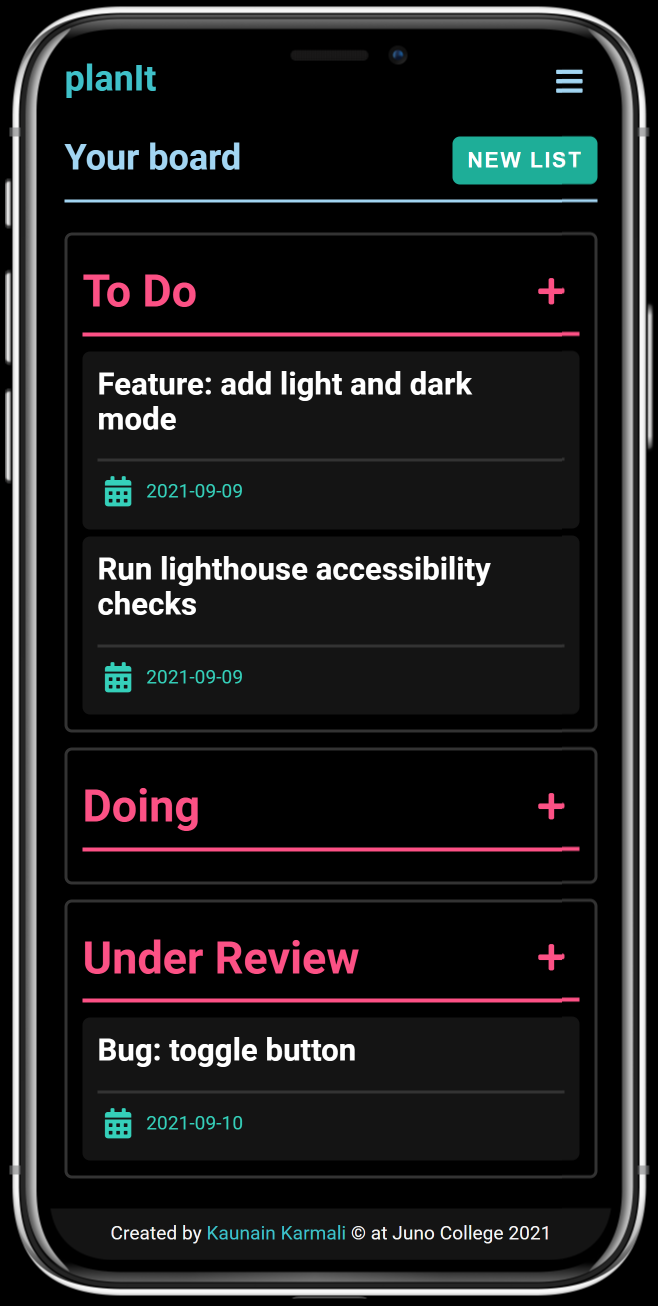 planIt
Your board
NEW LIST
To Do
Feature: add light and dark
mode
2021-09-09
Run lighthouse accessibility
checks
2021-09-09
Doing
Under Review
Bug: toggle button
2021-09-10
Created by Kaunain Karmali © at Juno College 2021